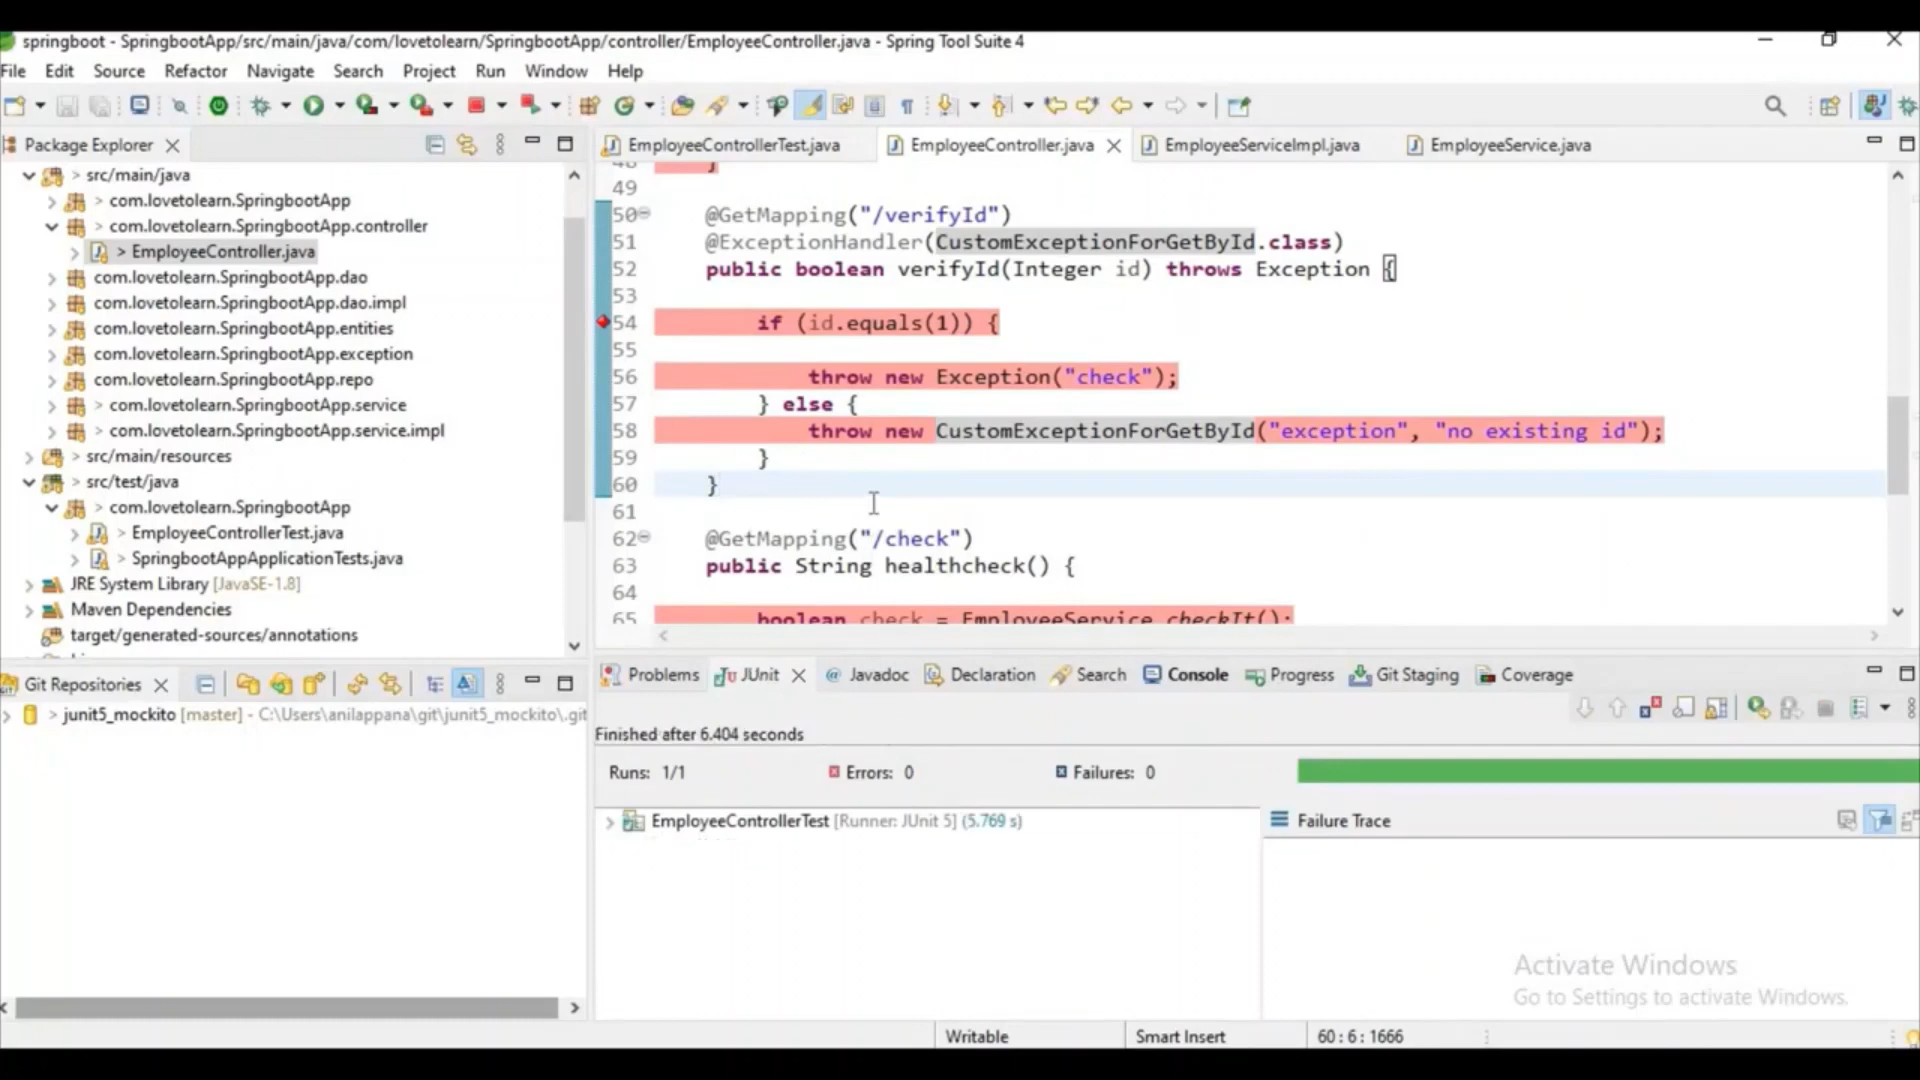 springboot - SpringbootApp/src/main/java/com/lovetolearn/SpringbootApp/controller/EmployeeController.java - Spring Tool Suite 4
File Edit Source Refactor Navigate Search Project Run Window Help
Package Explorer
> src/main/java
> com.lovetolearn.SpringbootApp
> com.lovetolearn.SpringbootApp.controller
> EmployeeController.java
com.lovetolearn.SpringbootApp.dao
com.lovetolearn.SpringbootApp.dao.impl
com.lovetolearn.SpringbootApp.entities
com.lovetolearn.SpringbootApp.exception
com.lovetolearn.SpringbootApp.repo
> com.lovetolearn.SpringbootApp.service
> com.lovetolearn.SpringbootApp.service.impl
> src/main/resources
> src/test/java
> com.lovetolearn.SpringbootApp
> EmployeeControllerTest.java
> SpringbootAppApplicationTests.java
JRE System Library [JavaSE-1.8]
Maven Dependencies
target/generated-sources/annotations
Git Repositories
> junit5_mockito [master] - C:\Users\anilappana\git\junit5_mockito\.git
EmployeeControllerTest.java EmployeeController.java EmployeeServiceImpl.java EmployeeService.java
48 }
49
50 @GetMapping("/verifyId")
51 @ExceptionHandler(CustomExceptionForGetById.class)
52 public boolean verifyId(Integer id) throws Exception {
53
54 if (id.equals(1)) {
55
56 throw new Exception("check");
57 } else {
58 throw new CustomExceptionForGetById("exception", "no existing id");
59 }
60 }
61
62 @GetMapping("/check")
63 public String healthcheck() {
64
65 boolean check = EmployeeService.checkIt();
Problems JUnit Javadoc Declaration Search Console Progress Git Staging Coverage
Finished after 6.404 seconds
Runs: 1/1 Errors: 0 Failures: 0
EmployeeControllerTest [Runner: JUnit 5] (5.769 s)
Failure Trace
Activate Windows
Go to Settings to activate Windows.
Writable Smart Insert 60 : 6 : 1666